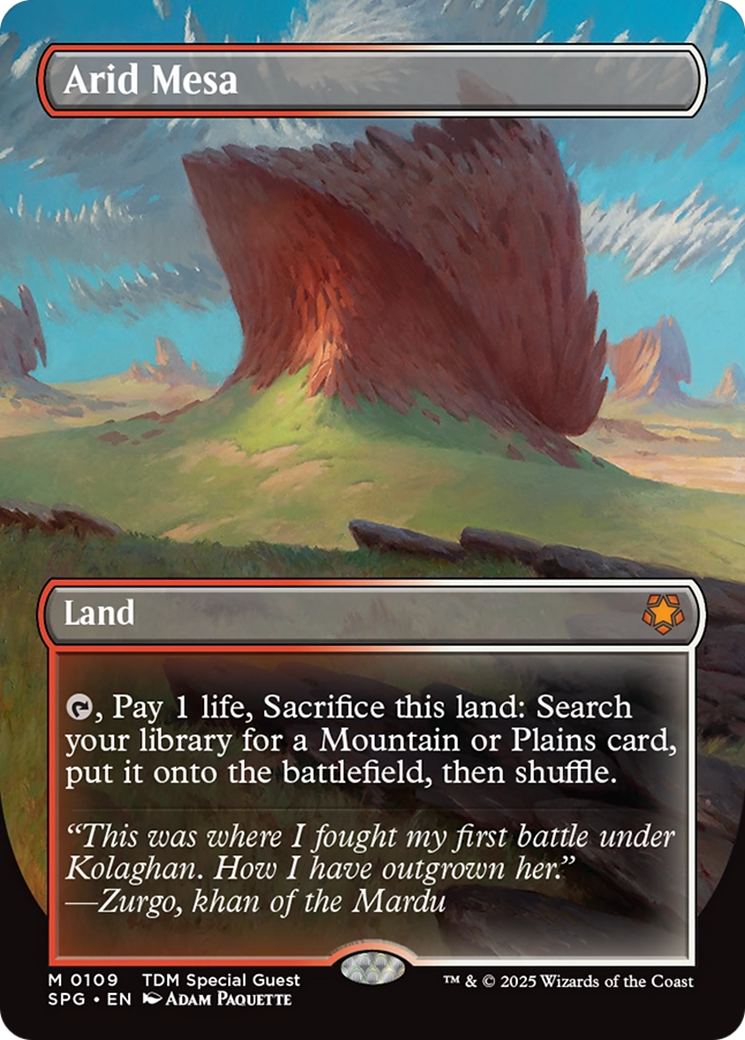 Arid Mesa
Land
, Pay 1 life, Sacrifice this land: Search
your library for a Mountain or Plains card,
put it onto the battlefield, then shuffle.
“This was where I fought my first battle under
Kolaghan. How I have outgrown her.”
—Zurgo, khan of the Mardu
M 0109 TDM Special Guest
SPG • EN Adam Paquette
™ & © 2025 Wizards of the Coast